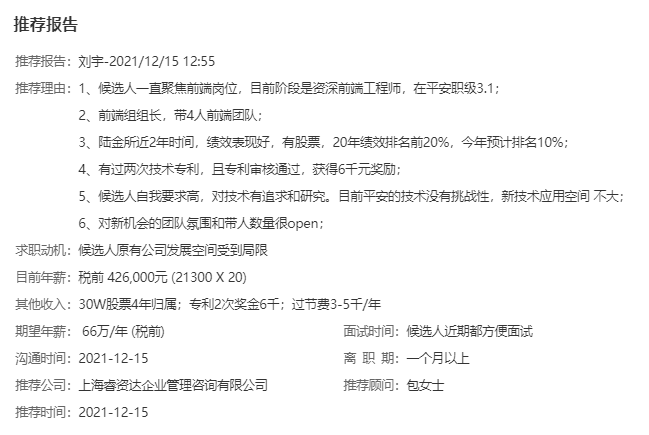 推荐报告
推荐报告：刘宇-2021/12/15 12:55
推荐理由：1、候选人一直聚焦前端岗位，目前阶段是资深前端工程师，在平安职级3.1；
2、前端组组长，带4人前端团队；
3、陆金所近2年时间，绩效表现好，有股票，20年绩效排名前20%，今年预计排名10%；
4、有过两次技术专利，且专利审核通过，获得6千元奖励；
5、候选人自我要求高，对技术有追求和研究。目前平安的技术没有挑战性，新技术应用空间 不大；
6、对新机会的团队氛围和带人数量很open；
求职动机：候选人原有公司发展空间受到局限
目前年薪：税前 426,000元 (21300 X 20)
其他收入：30W股票4年归属；专利2次奖金6千；过节费3-5千/年
期望年薪： 66万/年 (税前) 面试时间：候选人近期都方便面试
沟通时间：2021-12-15 离 职 期：一个月以上
推荐公司：上海睿资达企业管理咨询有限公司 推荐顾问：包女士
推荐时间：2021-12-15